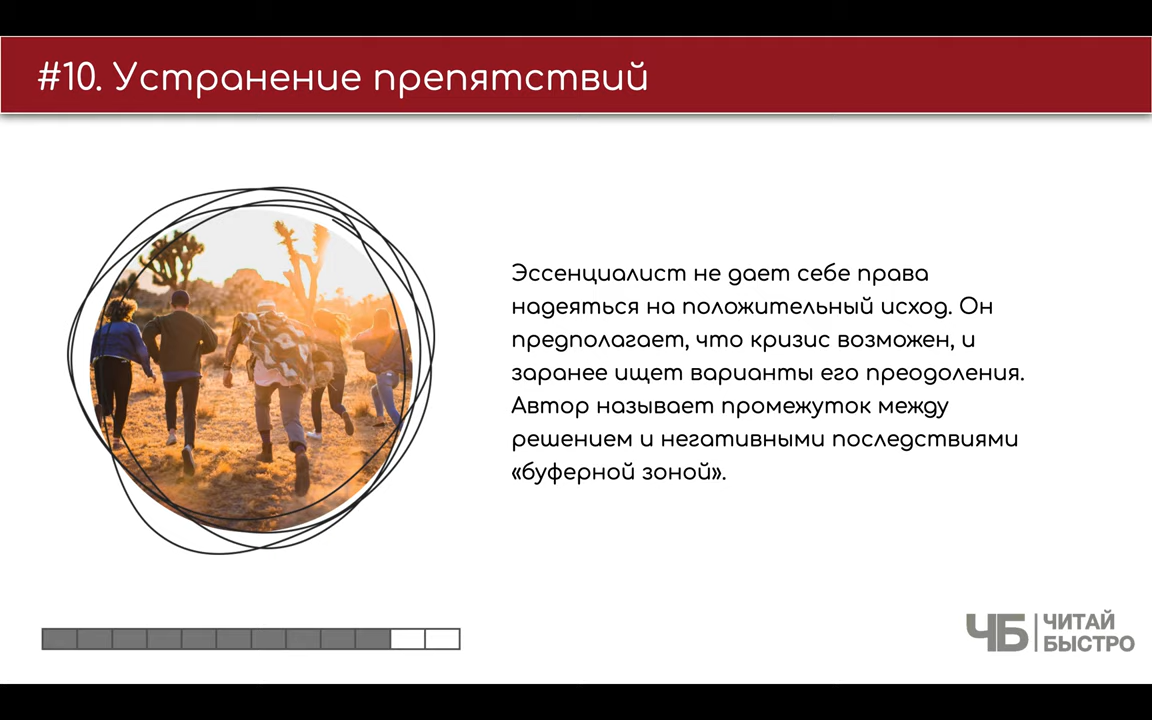 #10. Устранение препятствий
Эссенциалист не дает себе права
надеяться на положительный исход. Он
предполагает, что кризис возможен, и
заранее ищет варианты его преодоления.
Автор называет промежуток между
решением и негативными последствиями
«буферной зоной».
ЧБ
ЧИТАЙ
БЫСТРО